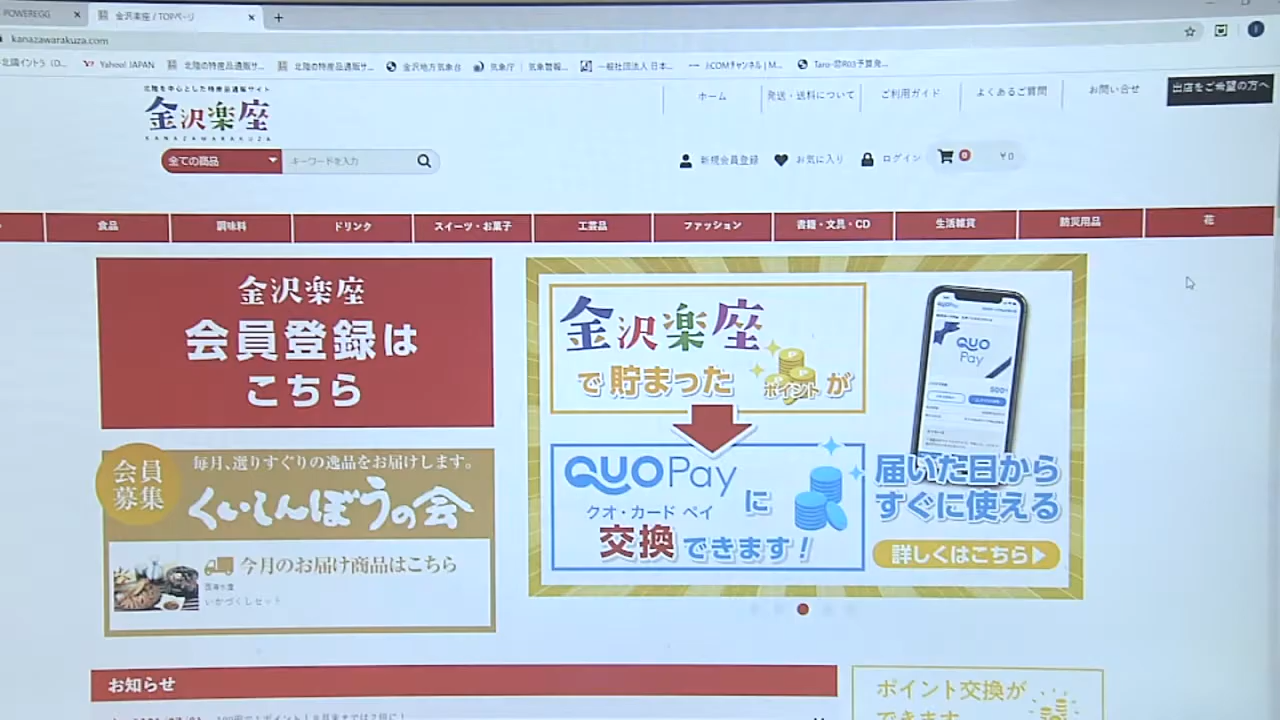 POWEREGG
金沢楽座 / TOPページ
kanazawarakuza.com
Yahoo! JAPAN
北陸の特産品通販サ...
北陸の特産品通販サ...
金沢地方気象台
気象庁 | 気象警報...
一般社団法人 日本...
J:COMチャンネル | M...
北陸を中心とした特産品通販サイト
金沢楽座
KANAZAWARAKUZA
ホーム
発送・送料について
ご利用ガイド
よくあるご質問
お問い合せ
出店をご希望の方へ
全ての商品
キーワードを入力
新規会員登録
お気に入り
ログイン
0
¥0
食品
調味料
ドリンク
スイーツ・お菓子
工芸品
ファッション
書籍・文具・CD
生活雑貨
防災用品
花
金沢楽座
会員登録は
こちら
会員
募集
毎月、選りすぐりの逸品をお届けします。
くいしんぼうの会
今月のお届け商品はこちら
いかづくしセット
金沢楽座
で貯まったポイントが
QUO Pay
クオ・カード ペイ
に
交換できます!
QUO
Pay
届いた日から
すぐに使える
詳しくはこちら
お知らせ
ポイント交換が
できます